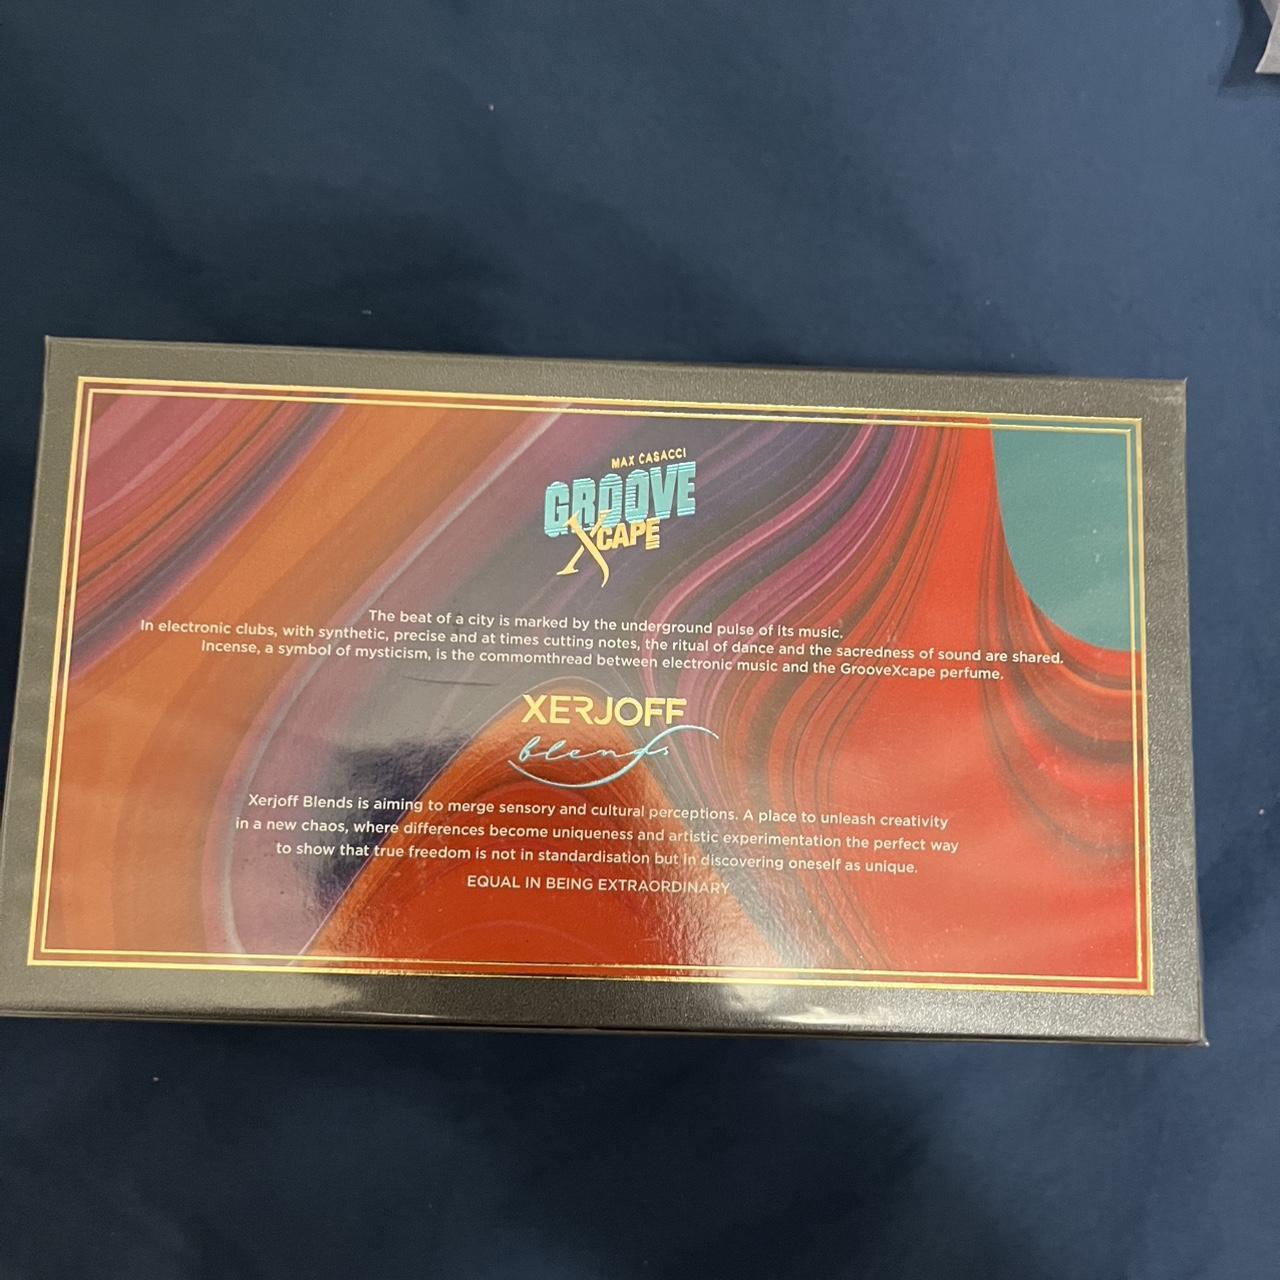 MAX CASACCI
GROOVE
XCAPE
The beat of a city is marked by the underground pulse of its music.
In electronic clubs, with synthetic, precise and at times cutting notes, the ritual of dance and the sacredness of sound are shared.
Incense, a symbol of mysticism, is the commomthread between electronic music and the GrooveXcape perfume.
XERJOFF
blends
Xerjoff Blends is aiming to merge sensory and cultural perceptions. A place to unleash creativity
in a new chaos, where differences become uniqueness and artistic experimentation the perfect way
to show that true freedom is not in standardisation but in discovering oneself as unique.
EQUAL IN BEING EXTRAORDINARY